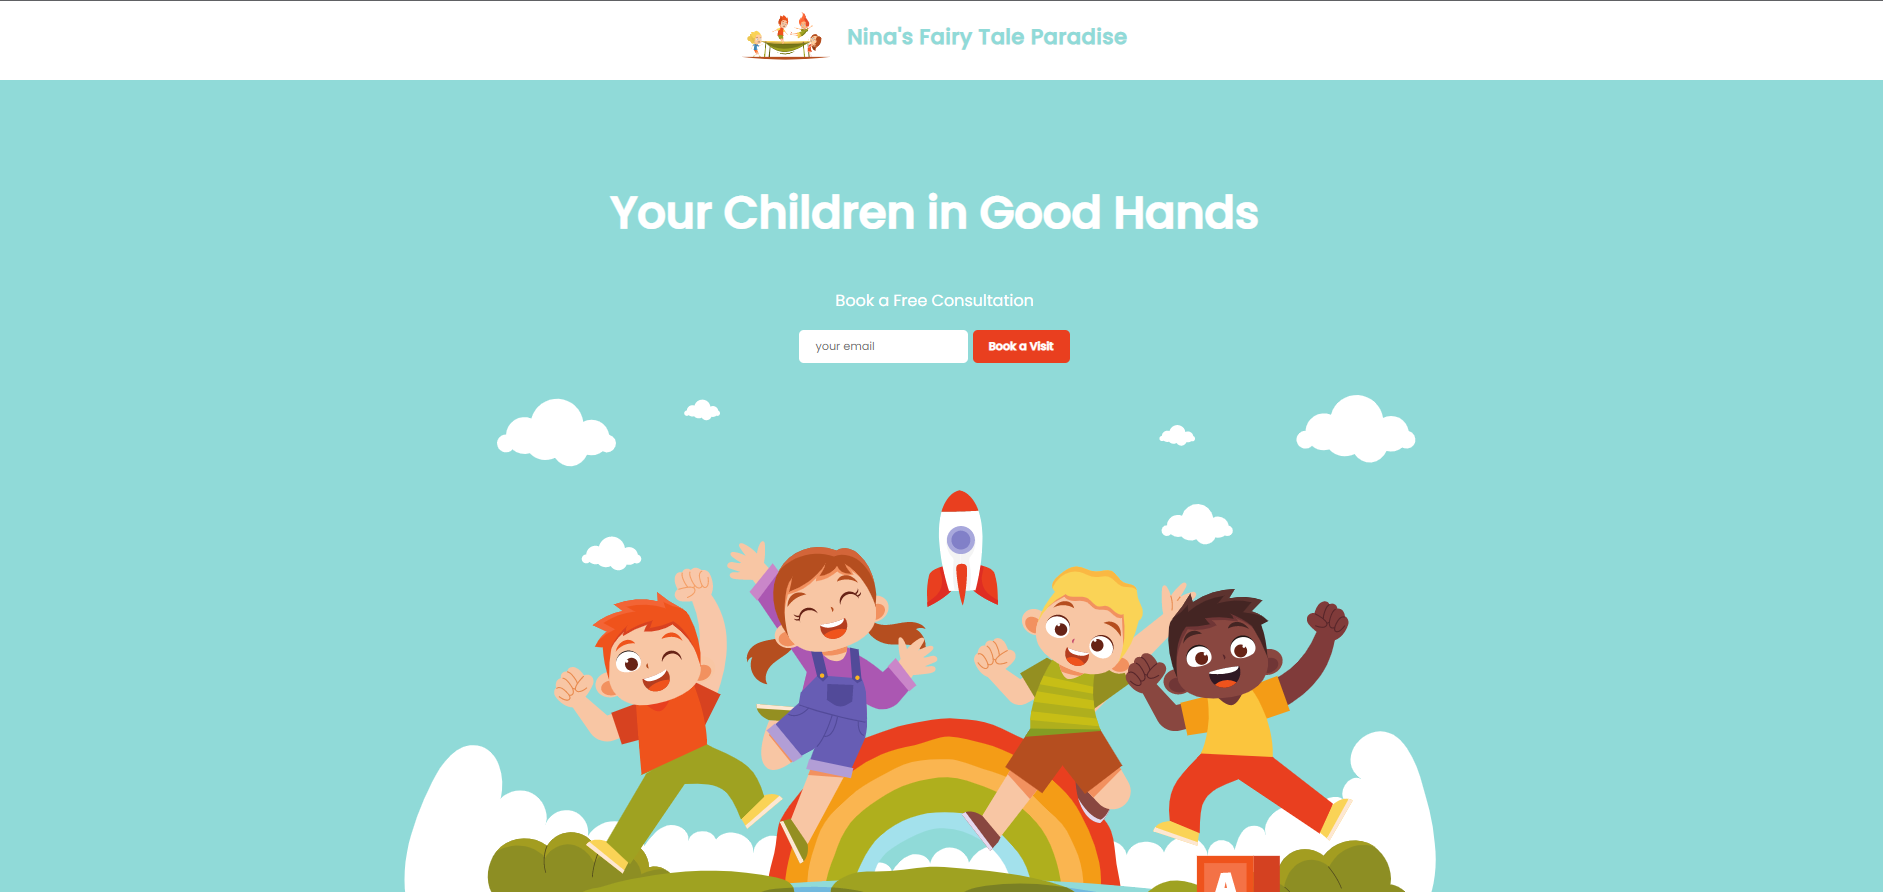 Nina's Fairy Tale Paradise
Your Children in Good Hands
Book a Free Consultation
your email
Book a Visit
A